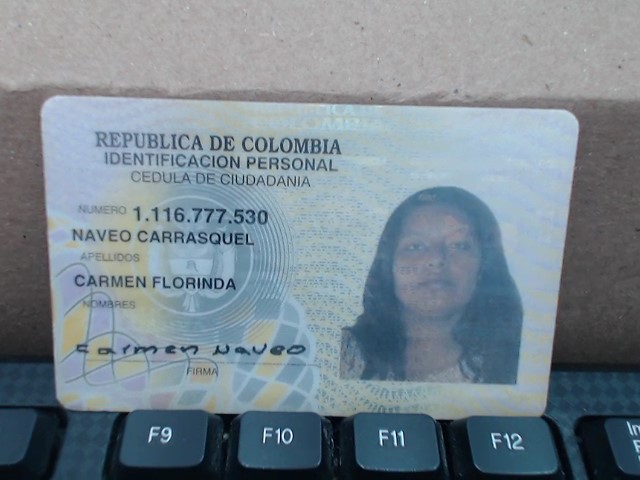 REPUBLICA DE COLOMBIA
IDENTIFICACION PERSONAL
CEDULA DE CIUDADANIA
NUMERO 1.116.777.530
NAVEO CARRASQUEL
APELLIDOS
CARMEN FLORINDA
NOMBRES
Carmen Naveo
FIRMA
F9 F10 F11 F12